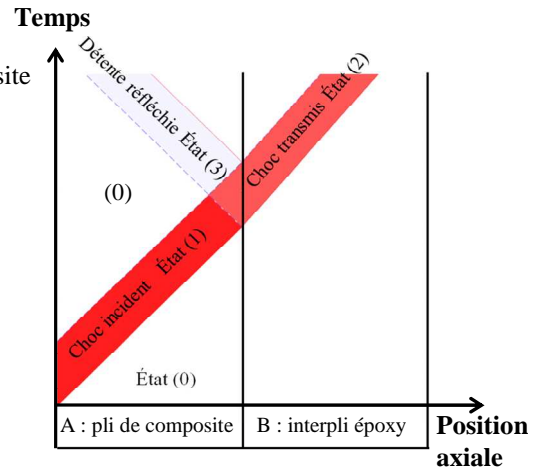 Temps
site
Détente réfléchie État (3)
Choc transmis État (2)
(0)
Choc incident État (1)
État (0)
A : pli de composite
B : interpli époxy
Position
axiale